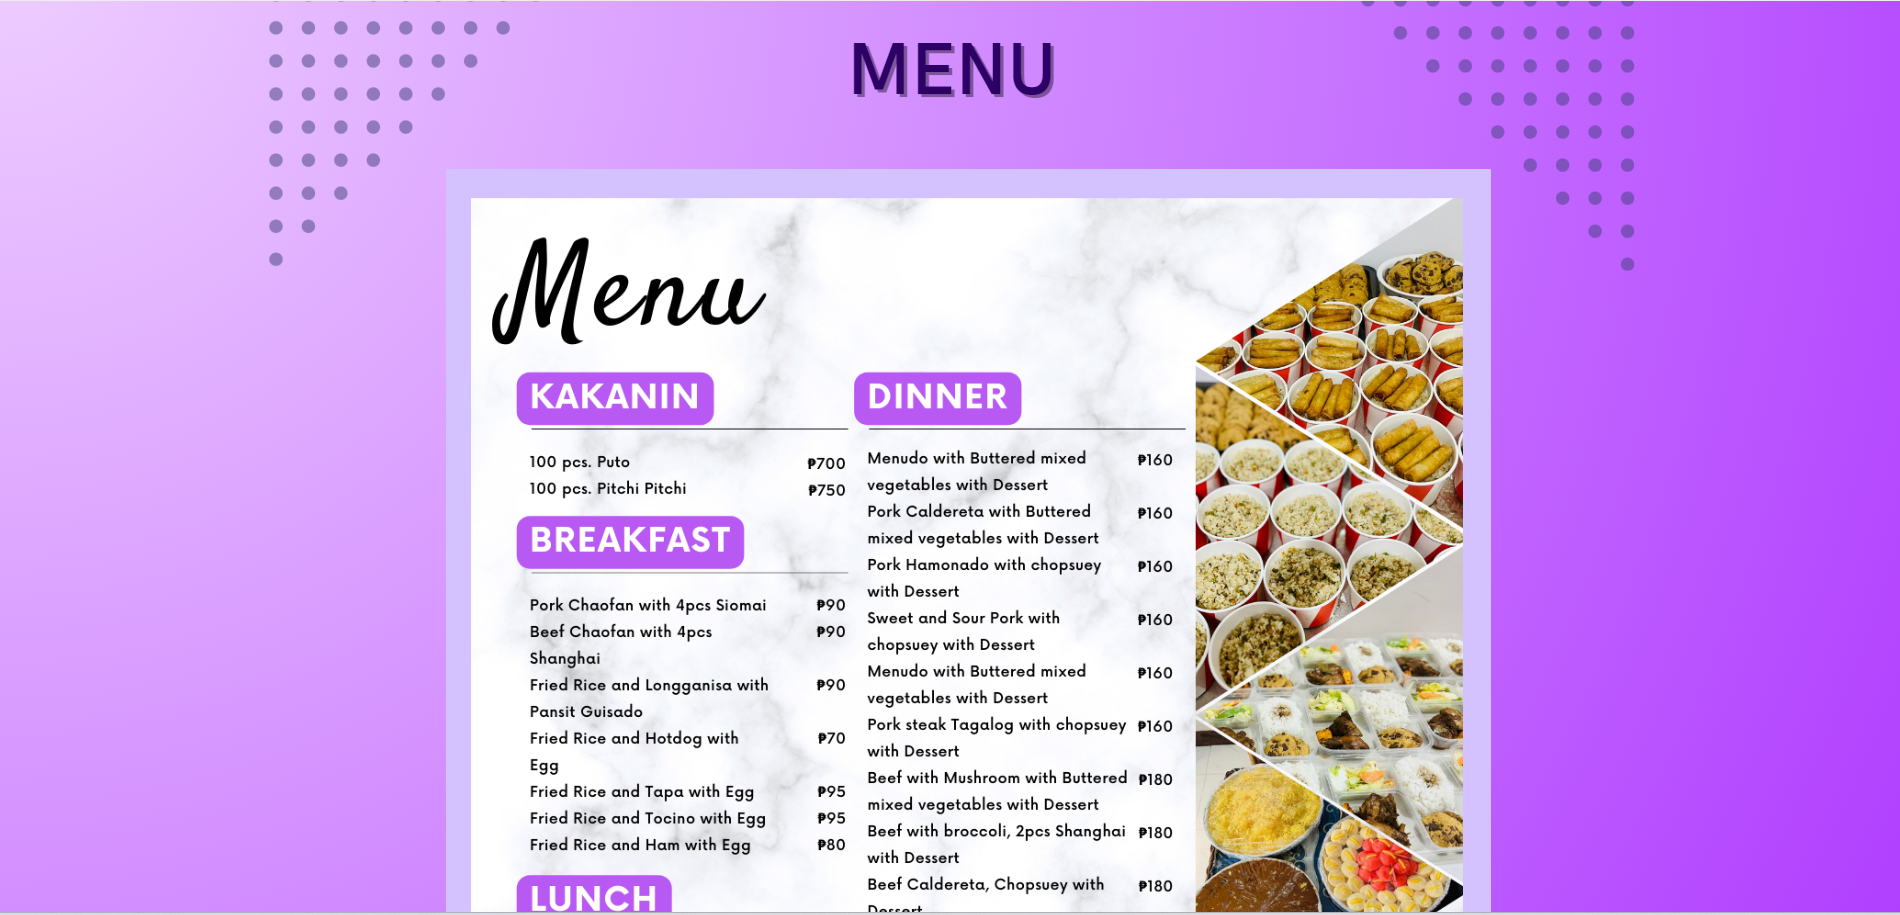 MENU
Menu
KAKANIN
100 pcs. Puto ₱700
100 pcs. Pitchi Pitchi ₱750
BREAKFAST
Pork Chaofan with 4pcs Siomai ₱90
Beef Chaofan with 4pcs ₱90
Shanghai
Fried Rice and Longganisa with ₱90
Pansit Guisado
Fried Rice and Hotdog with ₱70
Egg
Fried Rice and Tapa with Egg ₱95
Fried Rice and Tocino with Egg ₱95
Fried Rice and Ham with Egg ₱80
LUNCH
DINNER
Menudo with Buttered mixed ₱160
vegetables with Dessert
Pork Caldereta with Buttered ₱160
mixed vegetables with Dessert
Pork Hamonado with chopsuey ₱160
with Dessert
Sweet and Sour Pork with ₱160
chopsuey with Dessert
Menudo with Buttered mixed ₱160
vegetables with Dessert
Pork steak Tagalog with chopsuey ₱160
with Dessert
Beef with Mushroom with Buttered ₱180
mixed vegetables with Dessert
Beef with broccoli, 2pcs Shanghai ₱180
with Dessert
Beef Caldereta, Chopsuey with ₱180
Dessert